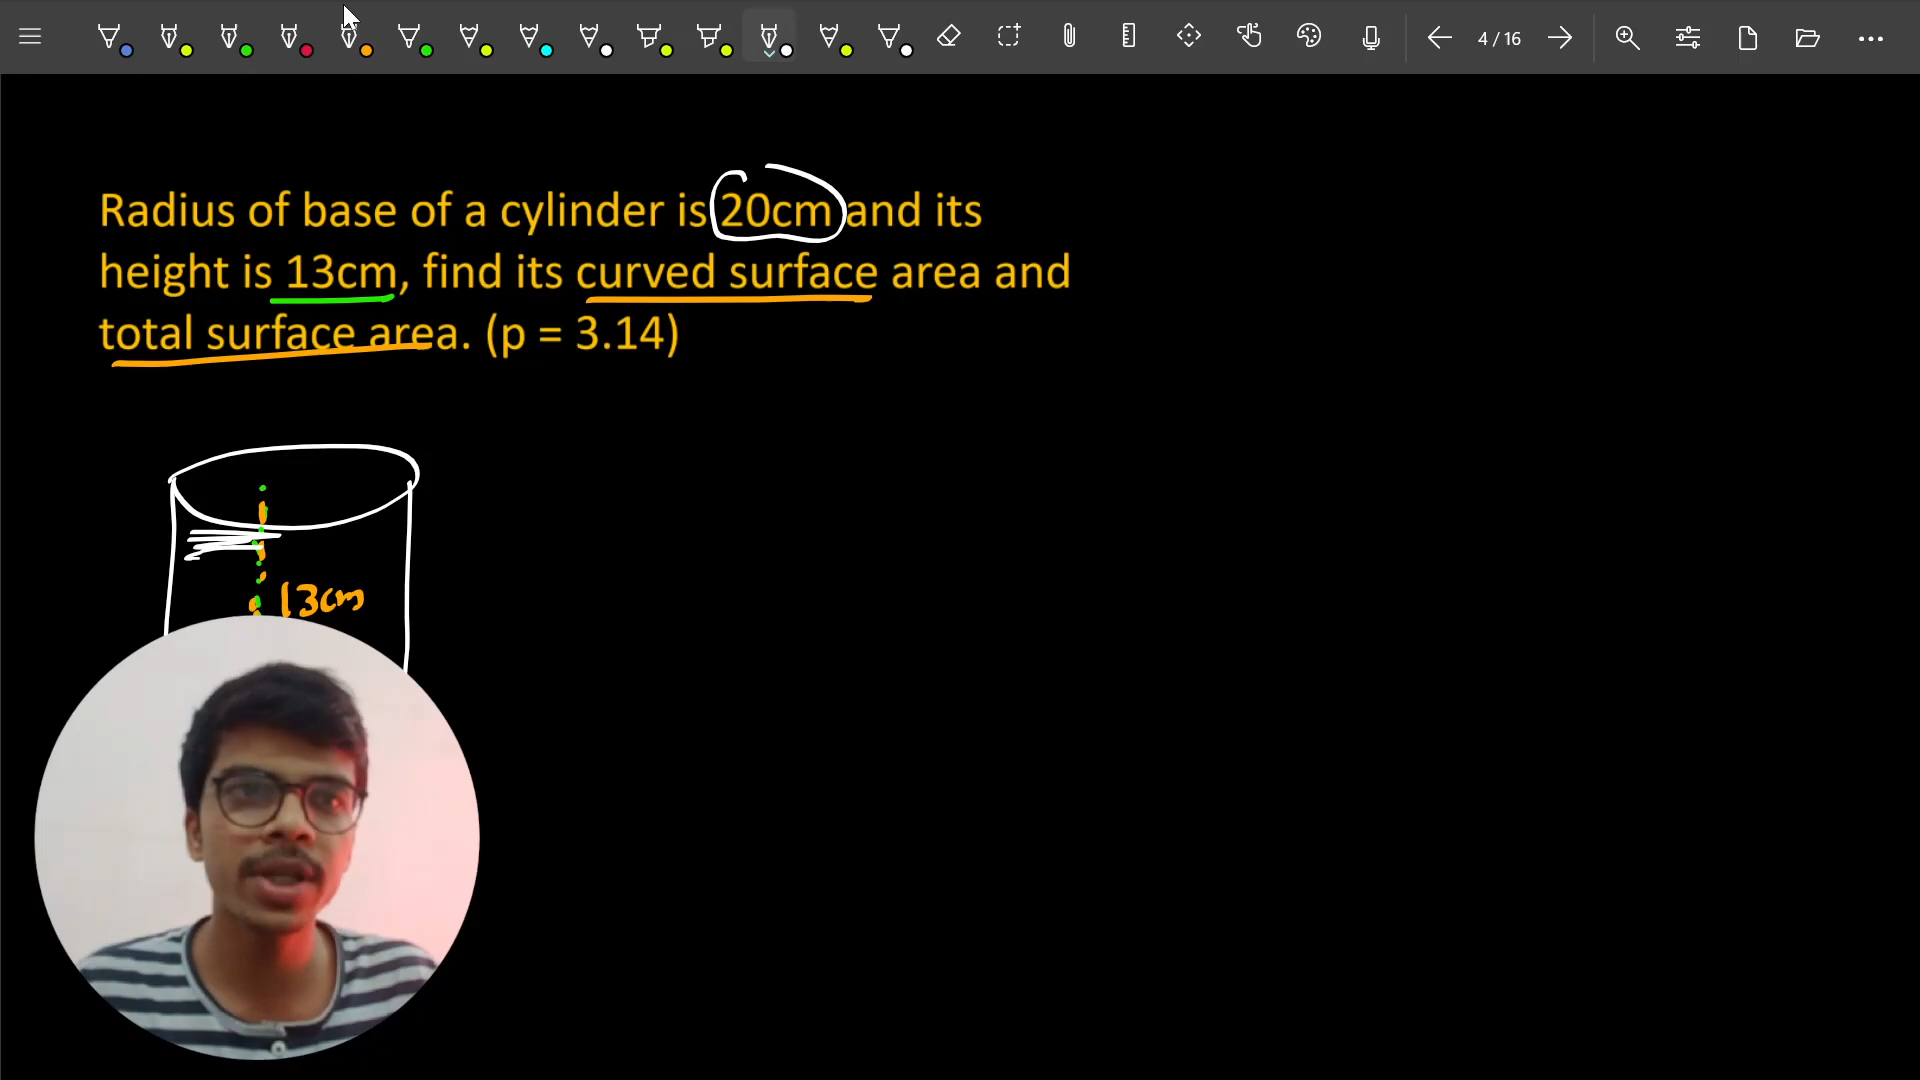 4 / 16
Radius of base of a cylinder is 20cm and its
height is 13cm, find its curved surface area and
total surface area. (p = 3.14)
13cm